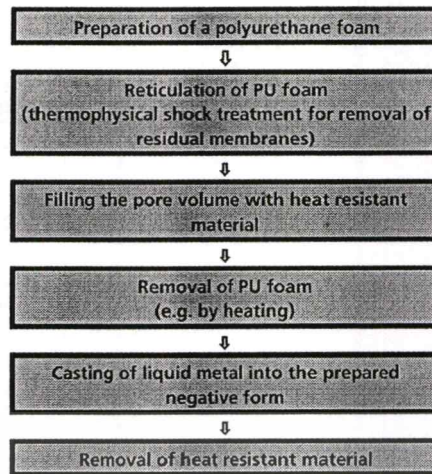 Preparation of a polyurethane foam
Reticulation of PU foam
(thermophysical shock treatment for removal of
residual membranes)
Filling the pore volume with heat resistant
material
Removal of PU foam
(e.g. by heating)
Casting of liquid metal into the prepared
negative form
Removal of heat resistant material